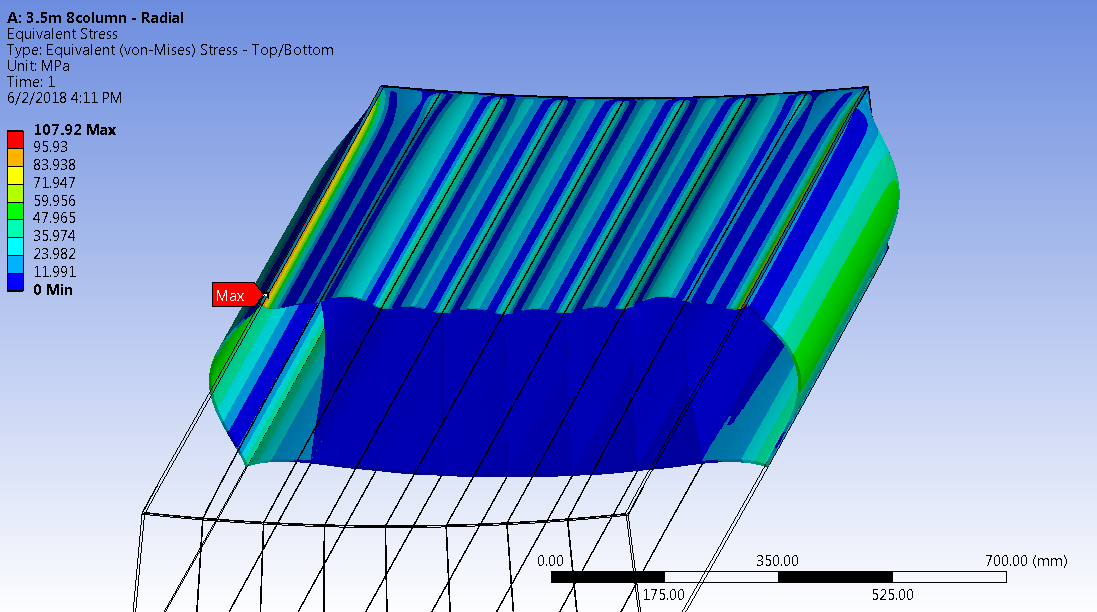 A: 3.5m 8column - Radial
Equivalent Stress
Type: Equivalent (von-Mises) Stress - Top/Bottom
Unit: MPa
Time: 1
6/2/2018 4:11 PM
107.92 Max
95.93
83.938
71.947
59.956
47.965
35.974
23.982
11.991
0 Min
Max
0.00 350.00 700.00 (mm)
175.00 525.00